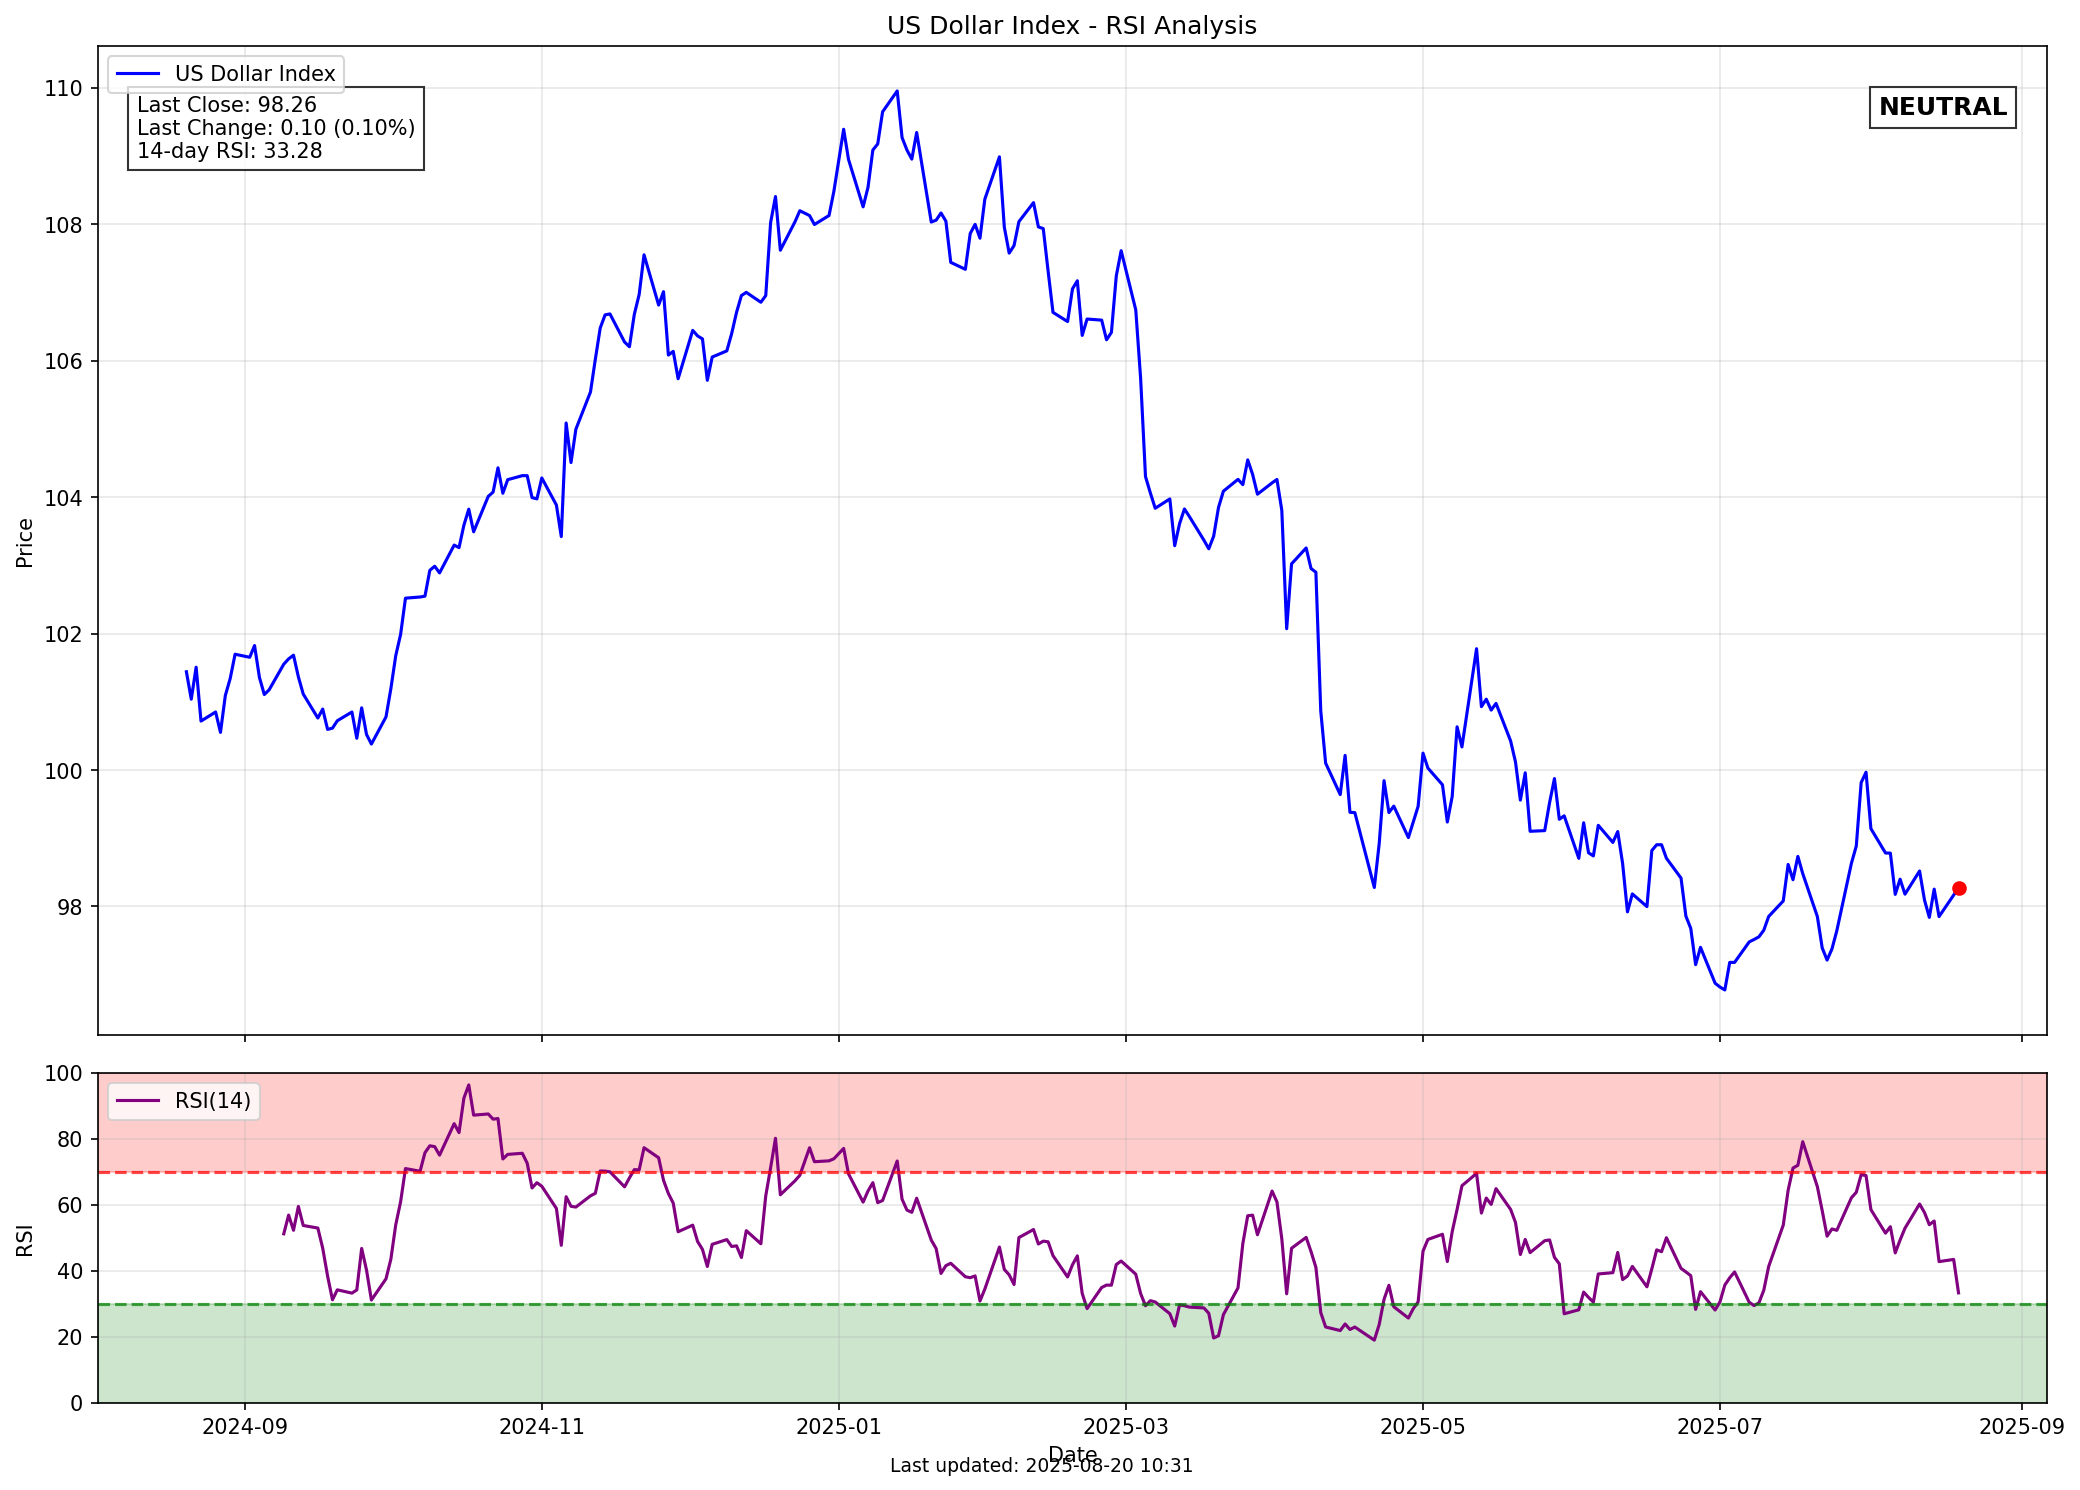 US Dollar Index - RSI Analysis
US Dollar Index
Last Close: 98.26
Last Change: 0.10 (0.10%)
14-day RSI: 33.28
NEUTRAL
110
108
106
104
102
100
98
Price
100
80
60
40
20
0
RSI
RSI(14)
2024-09
2024-11
2025-01
2025-03
2025-05
2025-07
2025-09
Date
Last updated: 2025-08-20 10:31